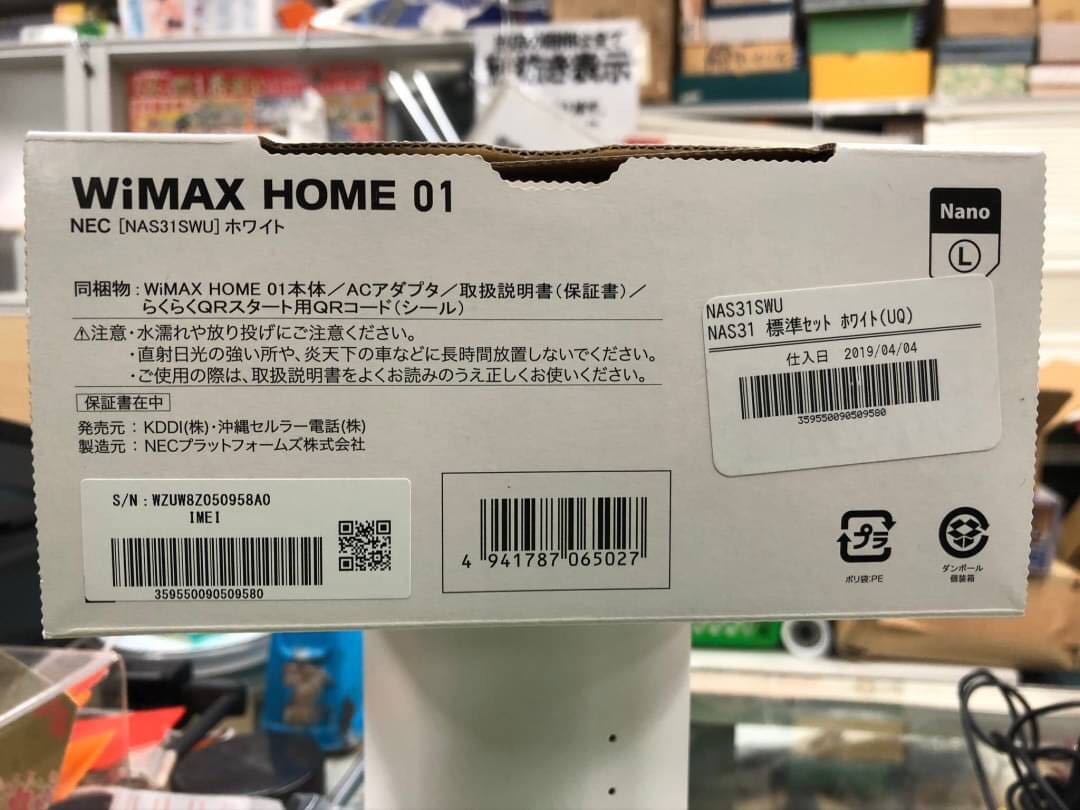 WiMAX HOME 01
NEC [NAS31SWU]ホワイト
同梱物:WiMAX HOME 01本体/ACアダプタ/取扱説明書(保証書)/
らくらくQRスタート用QRコード(シール)
⚠注意・水濡れや放り投げにご注意ください。
・直射日光の強い所や、炎天下の車などに長時間放置しないでください。
・ご使用の際は、取扱説明書をよくお読みのうえ正しくお使いください。
保証書在中
発売元:KDDI(株)・沖縄セルラー電話(株)
製造元:NECプラットフォームズ株式会社
S/N:WZUW8Z050958A0
IMEI
359550090509580
4 941787 065027
Nano
L
NAS31SWU
NAS31 標準セット ホワイト(UQ)
仕入日 2019/04/04
359550090509580
プラ
ポリ袋:PE
ダンボール
個装箱